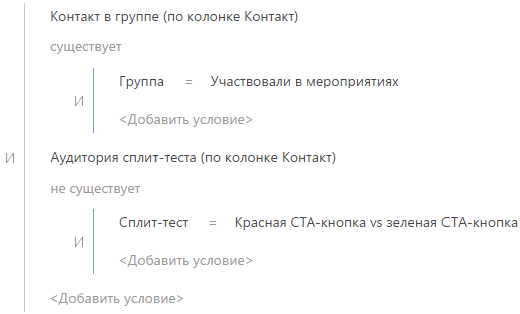 Контакт в группе (по колонке Контакт)
существует
Группа = Участвовали в мероприятиях
И
<Добавить условие>
И Аудитория сплит-теста (по колонке Контакт)
не существует
Сплит-тест = Красная CTA-кнопка vs зеленая CTA-кнопка
И
<Добавить условие>
<Добавить условие>